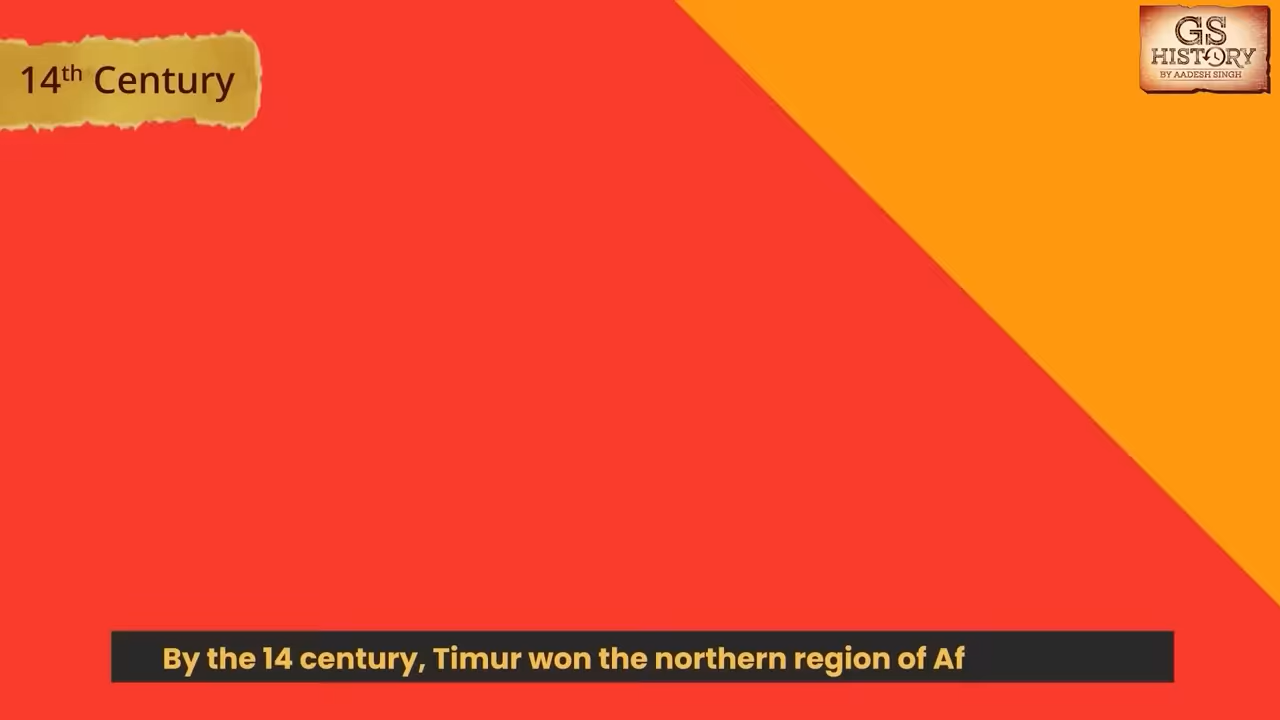 14th Century
GS
HISTORY
BY AADESH SINGH
By the 14 century, Timur won the northern region of Af